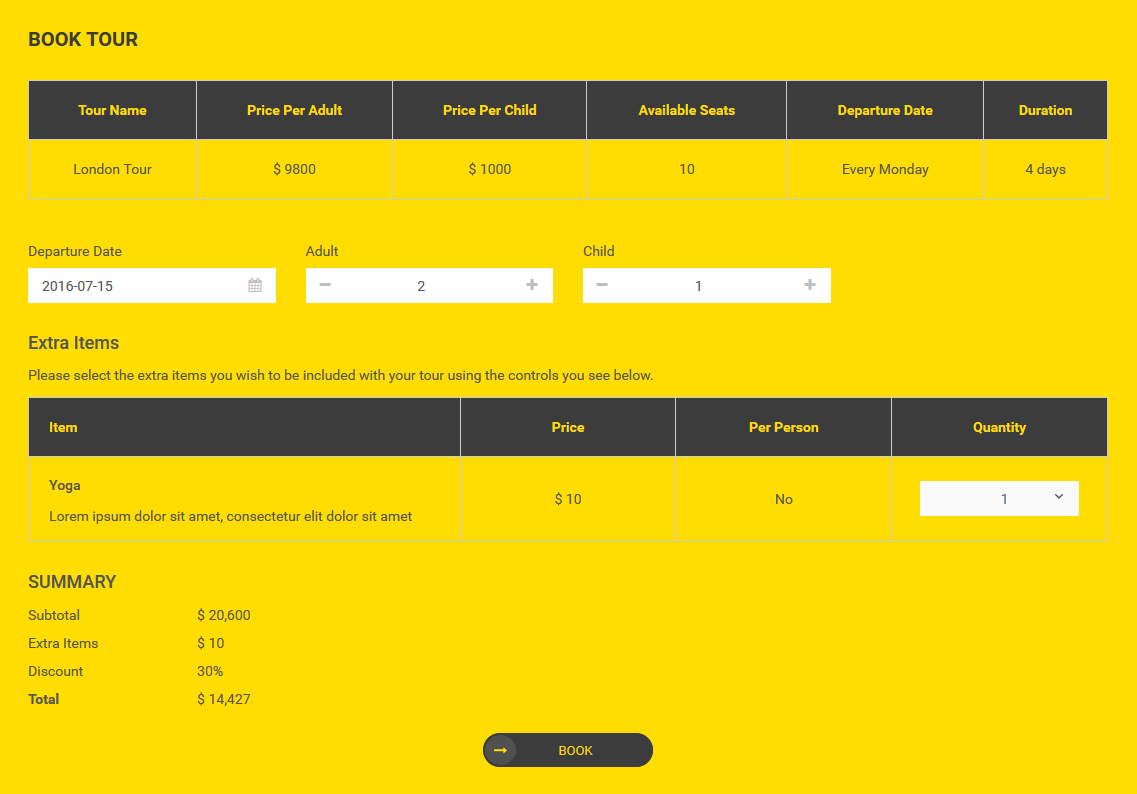 BOOK TOUR
Tour Name Price Per Adult Price Per Child Available Seats Departure Date Duration
London Tour $ 9800 $ 1000 10 Every Monday 4 days
Departure Date Adult Child
2016-07-15 2 1
Extra Items
Please select the extra items you wish to be included with your tour using the controls you see below.
Item Price Per Person Quantity
Yoga
Lorem ipsum dolor sit amet, consectetur elit dolor sit amet
$ 10 No 1
SUMMARY
Subtotal $ 20,600
Extra Items $ 10
Discount 30%
Total $ 14,427
BOOK